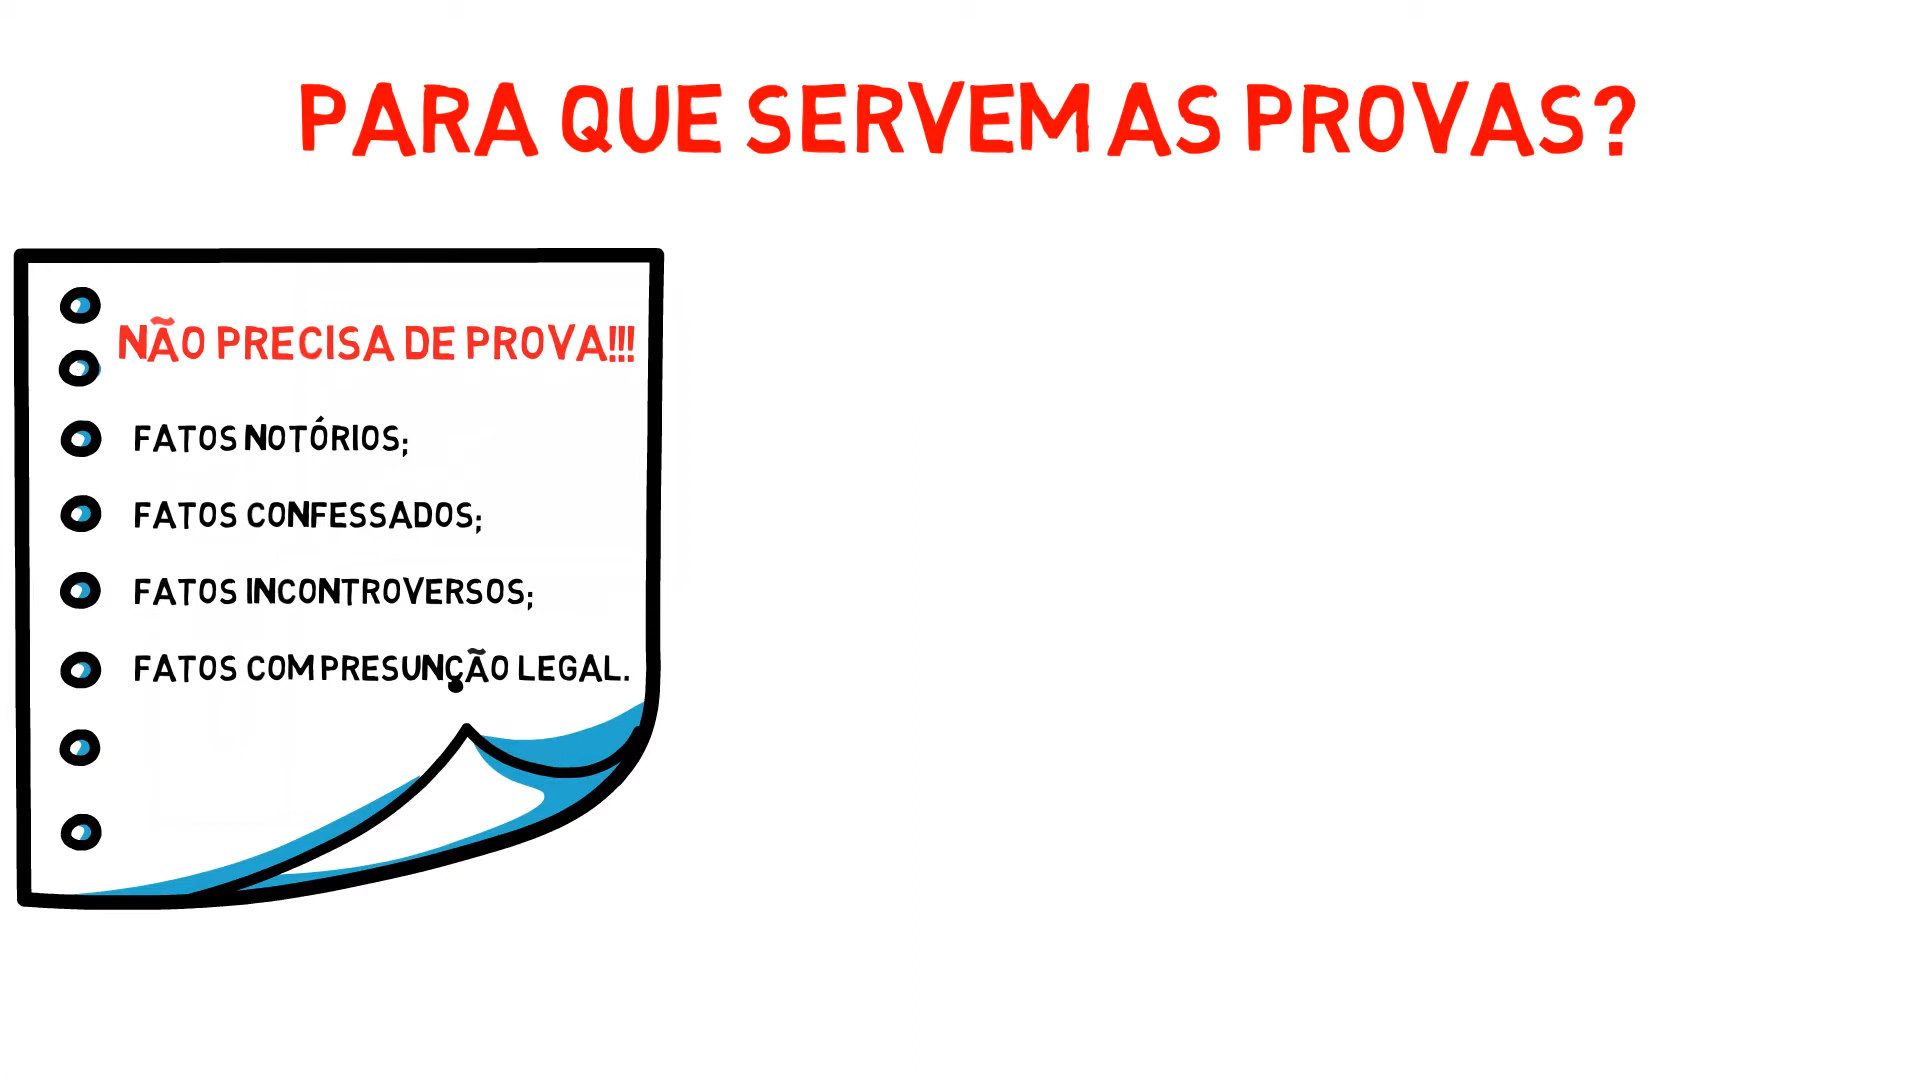 PARA QUE SERVEM AS PROVAS?
NÃO PRECISA DE PROVA!!!
FATOS NOTÓRIOS;
FATOS CONFESSADOS;
FATOS INCONTROVERSOS;
FATOS COM PRESUNÇÃO LEGAL.